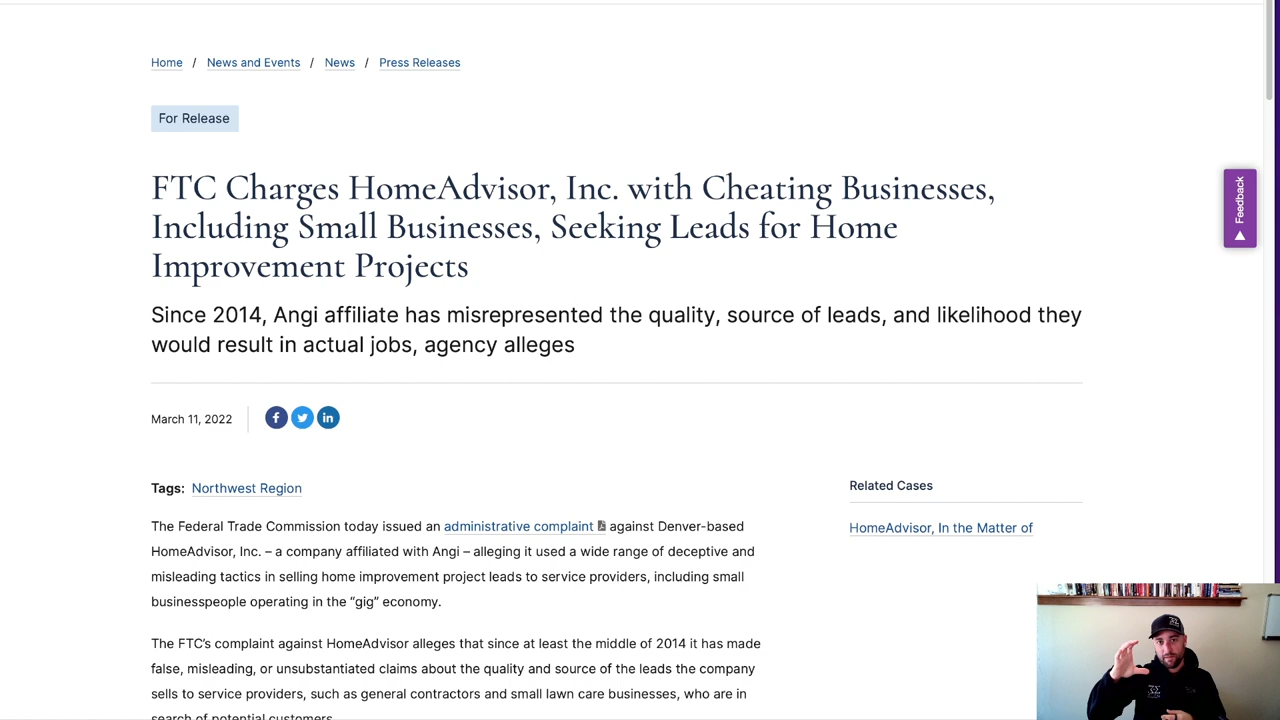 Home / News and Events / News / Press Releases
For Release
FTC Charges HomeAdvisor, Inc. with Cheating Businesses,
Including Small Businesses, Seeking Leads for Home
Improvement Projects
Since 2014, Angi affiliate has misrepresented the quality, source of leads, and likelihood they
would result in actual jobs, agency alleges
March 11, 2022
Tags: Northwest Region
The Federal Trade Commission today issued an administrative complaint against Denver-based
HomeAdvisor, Inc. – a company affiliated with Angi – alleging it used a wide range of deceptive and
misleading tactics in selling home improvement project leads to service providers, including small
businesspeople operating in the “gig” economy.
The FTC’s complaint against HomeAdvisor alleges that since at least the middle of 2014 it has made
false, misleading, or unsubstantiated claims about the quality and source of the leads the company
sells to service providers, such as general contractors and small lawn care businesses, who are in
search of potential customers.
Related Cases
HomeAdvisor, In the Matter of
Feedback